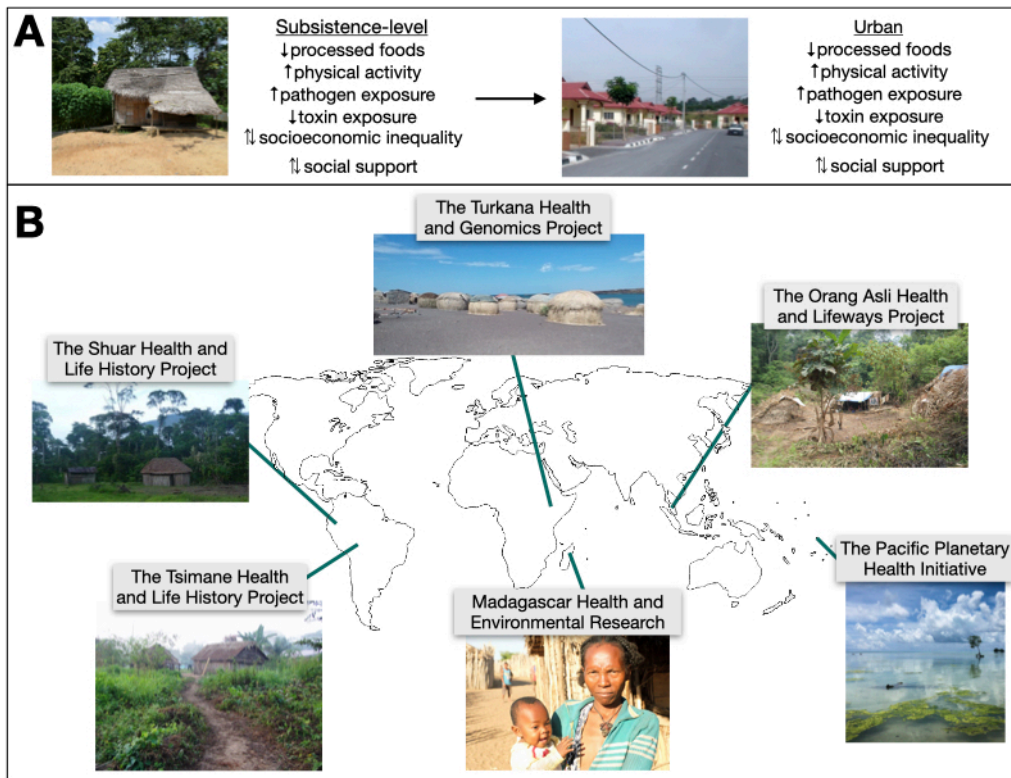 A
Subsistence-level
↓processed foods
↑physical activity
↑pathogen exposure
↓toxin exposure
⇅socioeconomic inequality
⇅social support
Urban
↓processed foods
↑physical activity
↑pathogen exposure
↓toxin exposure
⇅socioeconomic inequality
⇅social support
B
The Turkana Health
and Genomics Project
The Orang Asli Health
and Lifeways Project
The Shuar Health and
Life History Project
The Tsimane Health
and Life History Project
Madagascar Health and
Environmental Research
The Pacific Planetary
Health Initiative